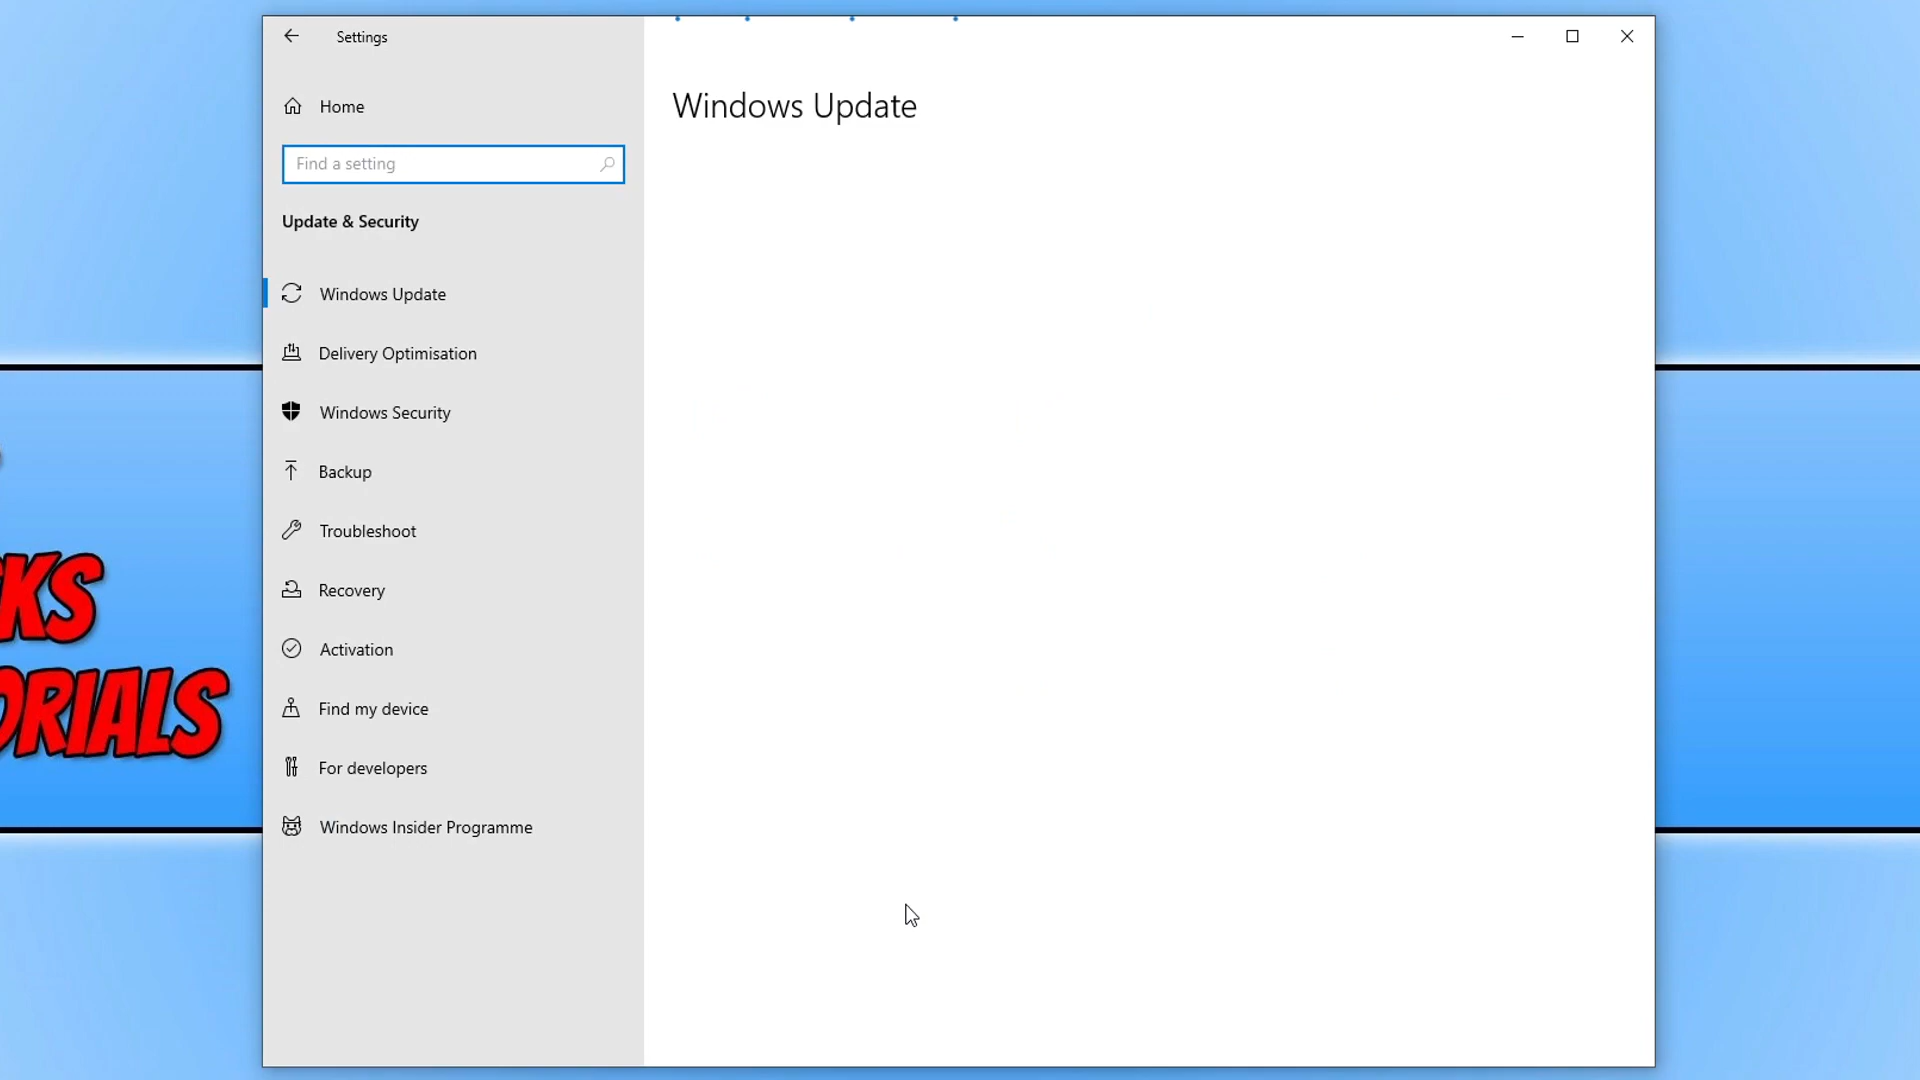 Settings
Home
Find a setting
Update & Security
Windows Update
Delivery Optimisation
Windows Security
Backup
Troubleshoot
Recovery
Activation
Find my device
For developers
Windows Insider Programme
Windows Update